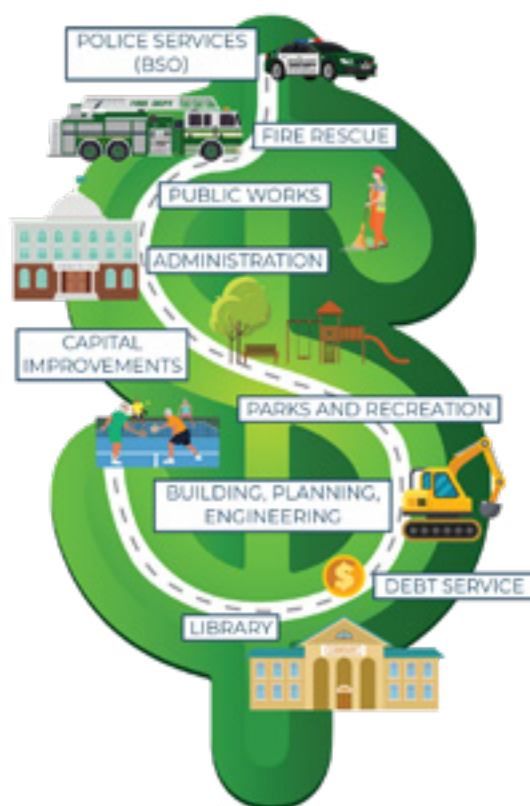 POLICE SERVICES
(BSO)
FIRE RESCUE
PUBLIC WORKS
ADMINISTRATION
CAPITAL
IMPROVEMENTS
PARKS AND RECREATION
BUILDING, PLANNING,
ENGINEERING
DEBT SERVICE
LIBRARY